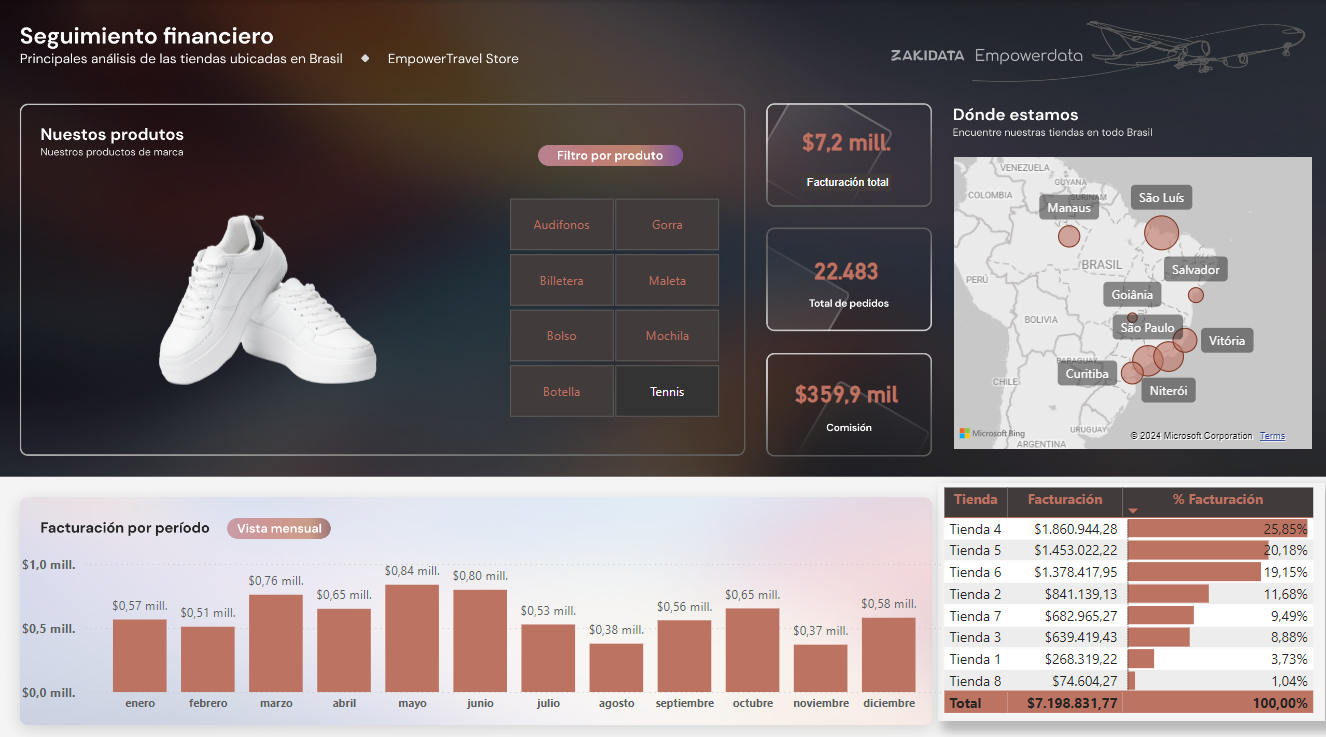 Seguimiento financiero
Principales análisis de las tiendas ubicadas en Brasil ◆ EmpowerTravel Store
ZAKIDATA Empowerdata
Nuestos produtos
Nuestros productos de marca
Filtro por produto
Audifonos Gorra
Billetera Maleta
Bolso Mochila
Botella Tennis
$7,2 mill.
Facturación total
22.483
Total de pedidos
$359,9 mil
Comisión
Dónde estamos
Encuentre nuestras tiendas en todo Brasil
VENEZUELA
GUYANA
COLOMBIA
SURINAM
São Luís
Manaus
BRASIL
Salvador
PERÚ
Goiânia
BOLIVIA
São Paulo
Vitória
PARAGUAY
Curitiba
CHILE
Niterói
URUGUAY
ARGENTINA
Microsoft Bing
© 2024 Microsoft Corporation Terms
Facturación por período Vista mensual
$1,0 mill.
$0,5 mill.
$0,0 mill.
$0,57 mill. $0,51 mill. $0,76 mill. $0,65 mill. $0,84 mill. $0,80 mill. $0,53 mill. $0,38 mill. $0,56 mill. $0,65 mill. $0,37 mill. $0,58 mill.
enero febrero marzo abril mayo junio julio agosto septiembre octubre noviembre diciembre
Tienda Facturación % Facturación
Tienda 4 $1.860.944,28 25,85%
Tienda 5 $1.453.022,22 20,18%
Tienda 6 $1.378.417,95 19,15%
Tienda 2 $841.139,13 11,68%
Tienda 7 $682.965,27 9,49%
Tienda 3 $639.419,43 8,88%
Tienda 1 $268.319,22 3,73%
Tienda 8 $74.604,27 1,04%
Total $7.198.831,77 100,00%